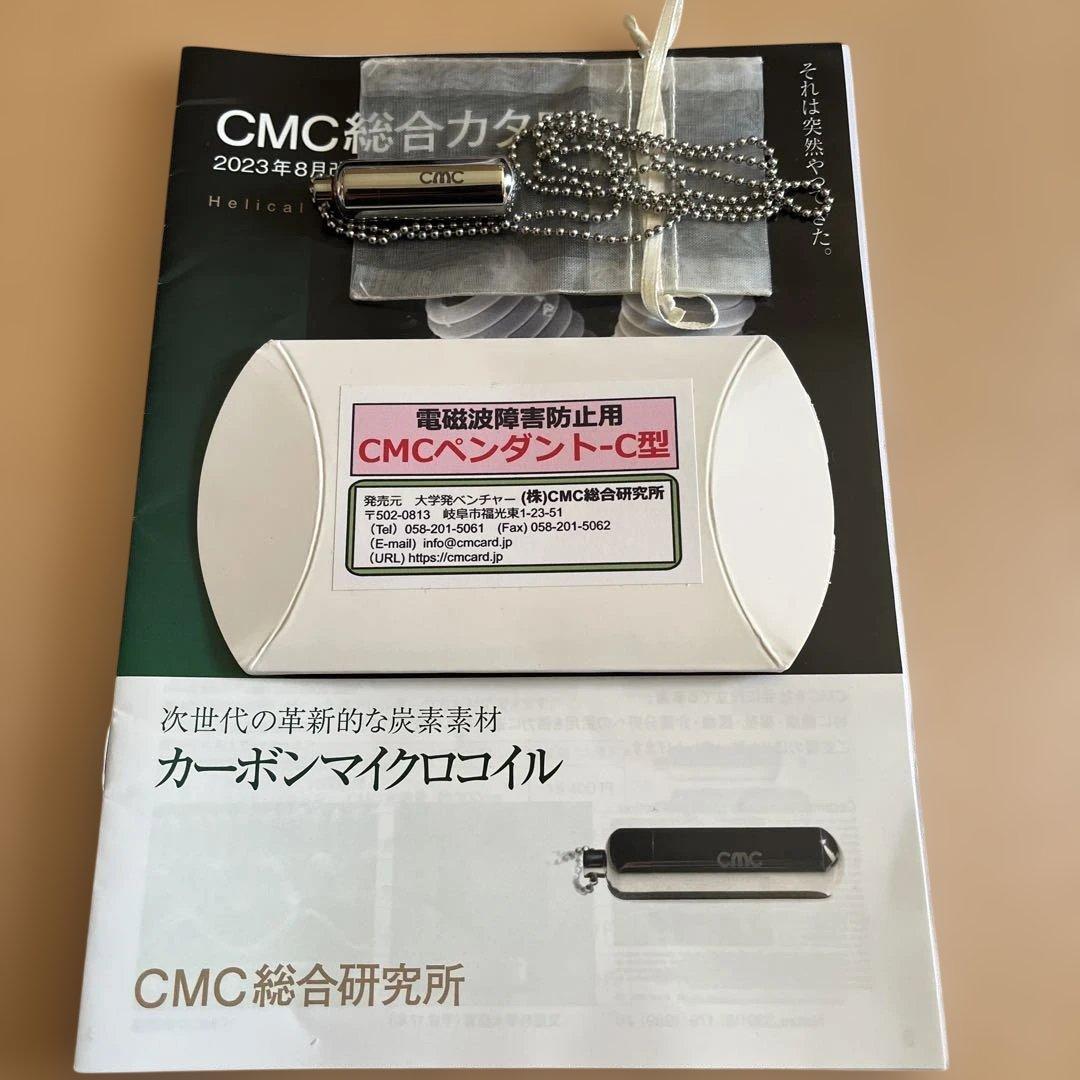 CMC総合カタ
2023年8月改
Helical
それは突然やってきた。
CMC
電磁波障害防止用
CMCペンダント-C型
発売元 大学発ベンチャー (株)CMC総合研究所
〒502-0813 岐阜市福光東1-23-51
(Tel) 058-201-5061 (Fax) 058-201-5062
(E-mail) info@cmcard.jp
(URL) https://cmcard.jp
次世代の革新的な炭素素材
カーボンマイクロコイル
CMC
CMC総合研究所